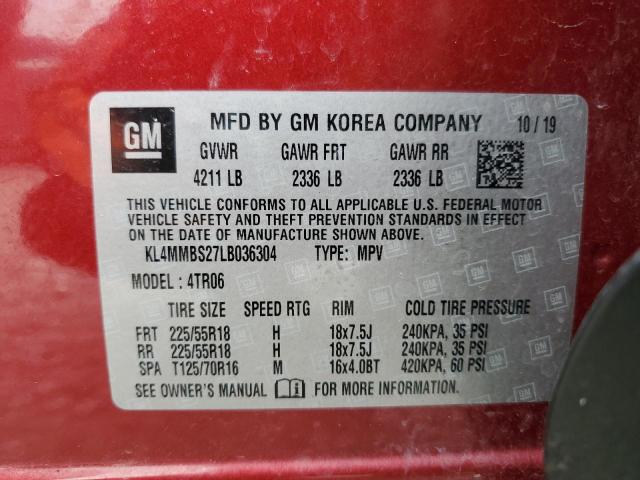 GM MFD BY GM KOREA COMPANY 10 / 19
GVWR GAWR FRT GAWR RR
4211 LB 2336 LB 2336 LB
THIS VEHICLE CONFORMS TO ALL APPLICABLE U.S. FEDERAL MOTOR
VEHICLE SAFETY AND THEFT PREVENTION STANDARDS IN EFFECT
ON THE DATE OF MANUFACTURE SHOWN ABOVE.
KL4MMBS27LB036304 TYPE: MPV
MODEL : 4TR06
TIRE SIZE SPEED RTG RIM COLD TIRE PRESSURE
FRT 225/55R18 H 18x7.5J 240KPA, 35 PSI
RR 225/55R18 H 18x7.5J 240KPA, 35 PSI
SPA T125/70R16 M 16x4.0BT 420KPA, 60 PSI
SEE OWNER'S MANUAL FOR MORE INFORMATION.